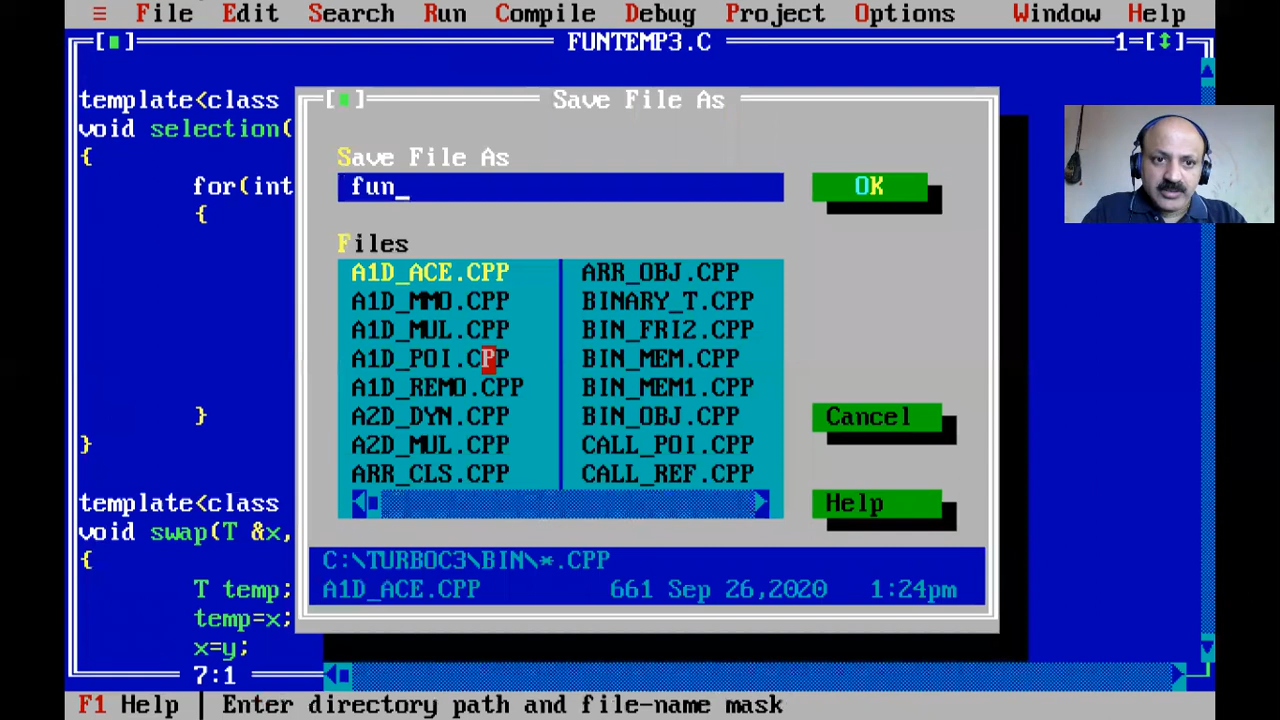 ≡ File Edit Search Run Compile Debug Project Options Window Help
[■] FUNTEMP3.C 1=[↕]
template<class
void selection(
{
for(int
{
}
}
template<class
void swap(T &x,
{
T temp;
temp=x;
x=y;
7:1
[■] Save File As
Save File As
fun_
OK
Files
A1D_ACE.CPP ARR_OBJ.CPP
A1D_MMO.CPP BINARY_T.CPP
A1D_MUL.CPP BIN_FRI2.CPP
A1D_POI.CPP BIN_MEM.CPP
A1D_REMO.CPP BIN_MEM1.CPP
A2D_DYN.CPP BIN_OBJ.CPP
A2D_MUL.CPP CALL_POI.CPP
ARR_CLS.CPP CALL_REF.CPP
Cancel
Help
C:\TURBOC3\BIN\*.CPP
A1D_ACE.CPP 661 Sep 26,2020 1:24pm
F1 Help │ Enter directory path and file-name mask